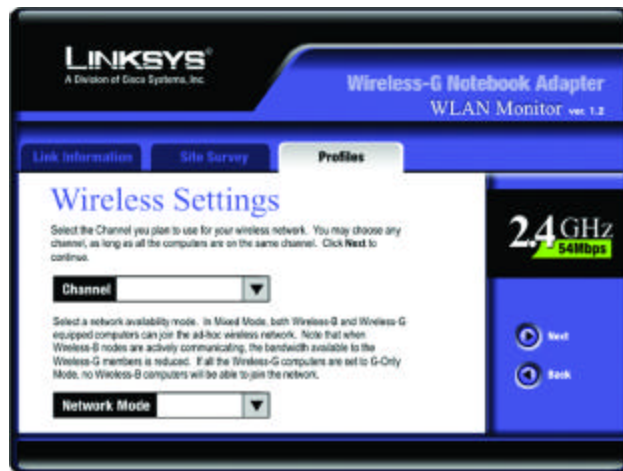 LINKSYS®
A Division of Cisco Systems, Inc.
Wireless-G Notebook Adapter
WLAN Monitor ver. 1.2
Link Information
Site Survey
Profiles
Wireless Settings
Select the Channel you plan to use for your wireless network. You may choose any
channel, as long as all the computers are on the same channel. Click Next to
continue.
Channel
Select a network availability mode. In Mixed Mode, both Wireless-B and Wireless-G
equipped computers can join the ad-hoc wireless network. Note that when
Wireless-B nodes are actively communicating, the bandwidth available to the
Wireless-G members is reduced. If all the Wireless-G computers are set to G-Only
Mode, no Wireless-B computers will be able to join the network.
Network Mode
2.4 GHz
54Mbps
Next
Back